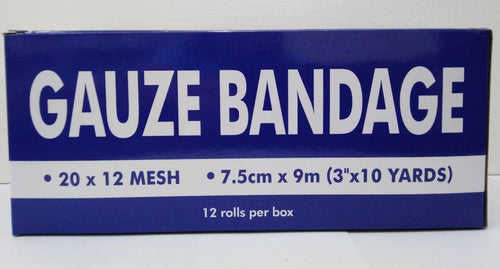 GAUZE BANDAGE
• 20 x 12 MESH • 7.5cm x 9m (3"x10 YARDS)
12 rolls per box